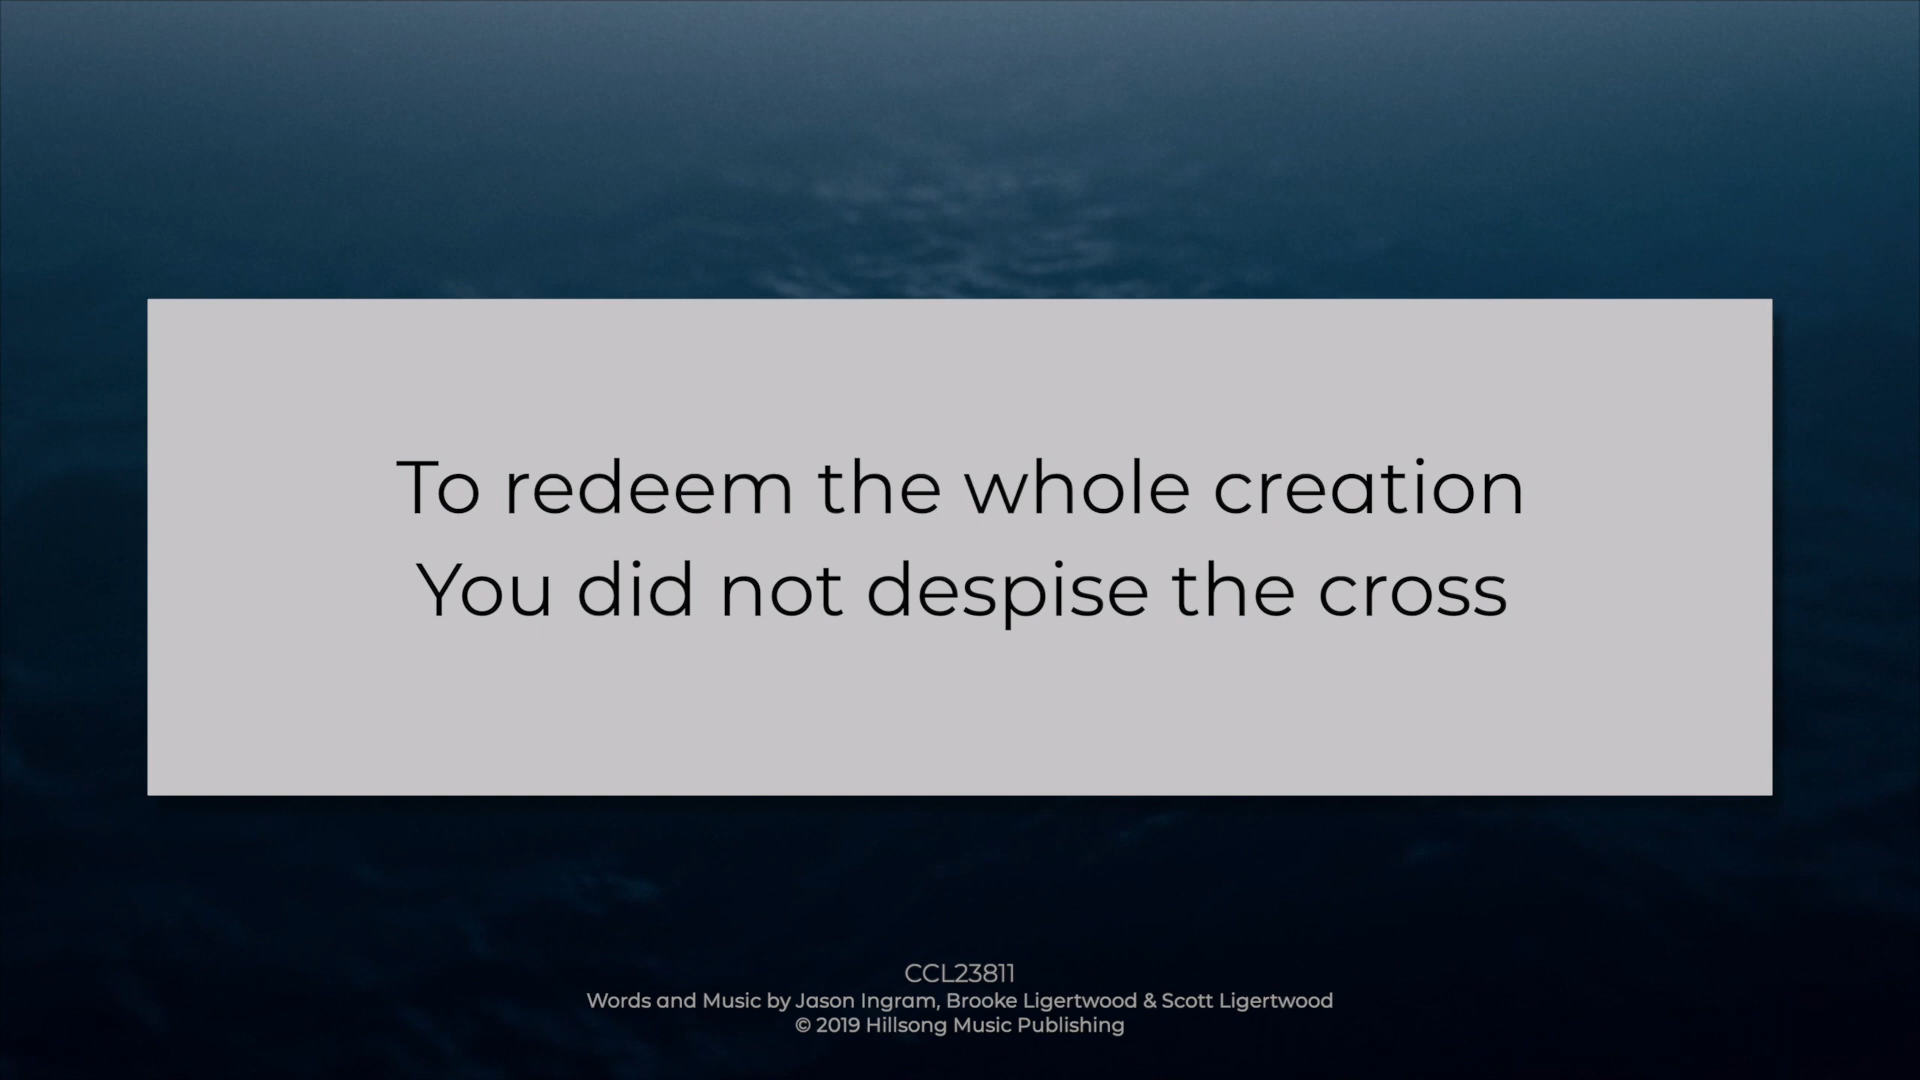 To redeem the whole creation
You did not despise the cross
CCL23811
Words and Music by Jason Ingram, Brooke Ligertwood & Scott Ligertwood
© 2019 Hillsong Music Publishing